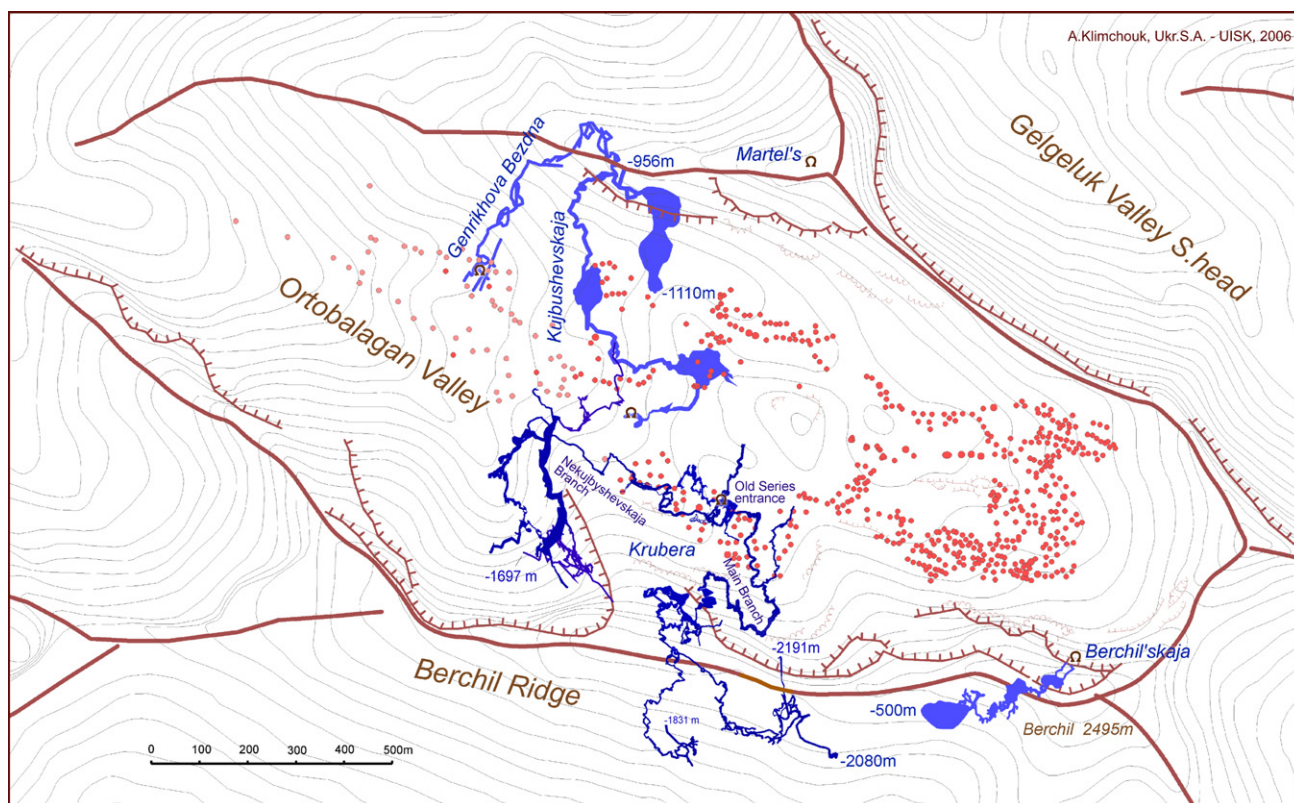 A.Klimchouk, Ukr.S.A. - UISK, 2006
Gelgeluk Valley S.head
Martel's
-956m
Genrikhova Bezdna
Kujbushevskaja
-1110m
Ortobalagan Valley
Nekujbyshevskaja
Branch
Old Series
entrance
Krubera
Main Branch
-1697 m
-2191m
Berchil'skaja
Berchil Ridge
-500m
Berchil 2495m
-1831 m
-2080m
0 100 200 300 400 500m